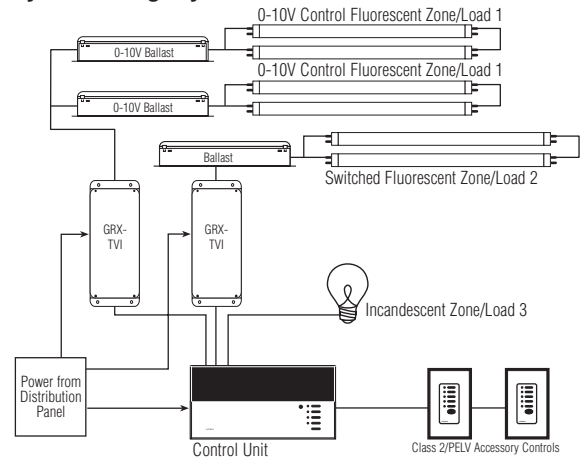 0-10V Control Fluorescent Zone/Load 1
0-10V Ballast
0-10V Control Fluorescent Zone/Load 1
0-10V Ballast
Ballast
Switched Fluorescent Zone/Load 2
GRX-
TVI
GRX-
TVI
Incandescent Zone/Load 3
Power from
Distribution
Panel
Control Unit
Class 2/PELV Accessory Controls